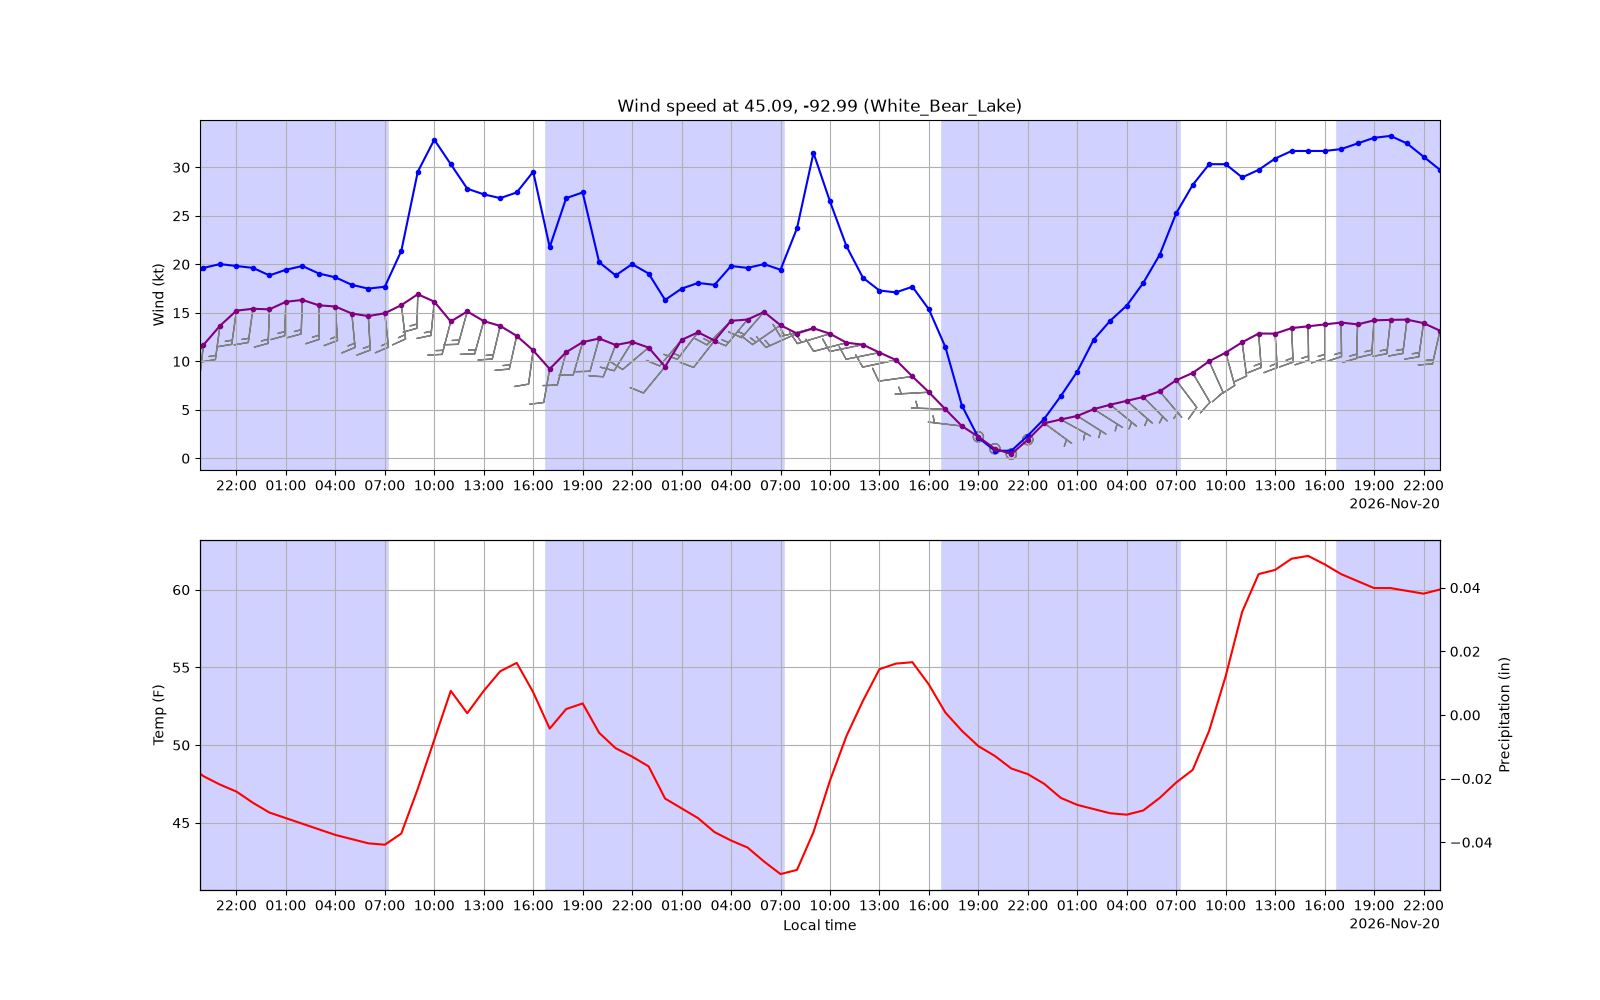 Wind speed at 45.09, -92.99 (White_Bear_Lake)
Wind (kt)
30
25
20
15
10
5
0
22:00 01:00 04:00 07:00 10:00 13:00 16:00 19:00 22:00 01:00 04:00 07:00 10:00 13:00 16:00 19:00 22:00 01:00 04:00 07:00 10:00 13:00 16:00 19:00 22:00
2026-Nov-20
Temp (F)
60
55
50
45
0.04
0.02
0.00
−0.02
−0.04
Precipitation (in)
22:00 01:00 04:00 07:00 10:00 13:00 16:00 19:00 22:00 01:00 04:00 07:00 10:00 13:00 16:00 19:00 22:00 01:00 04:00 07:00 10:00 13:00 16:00 19:00 22:00
Local time
2026-Nov-20